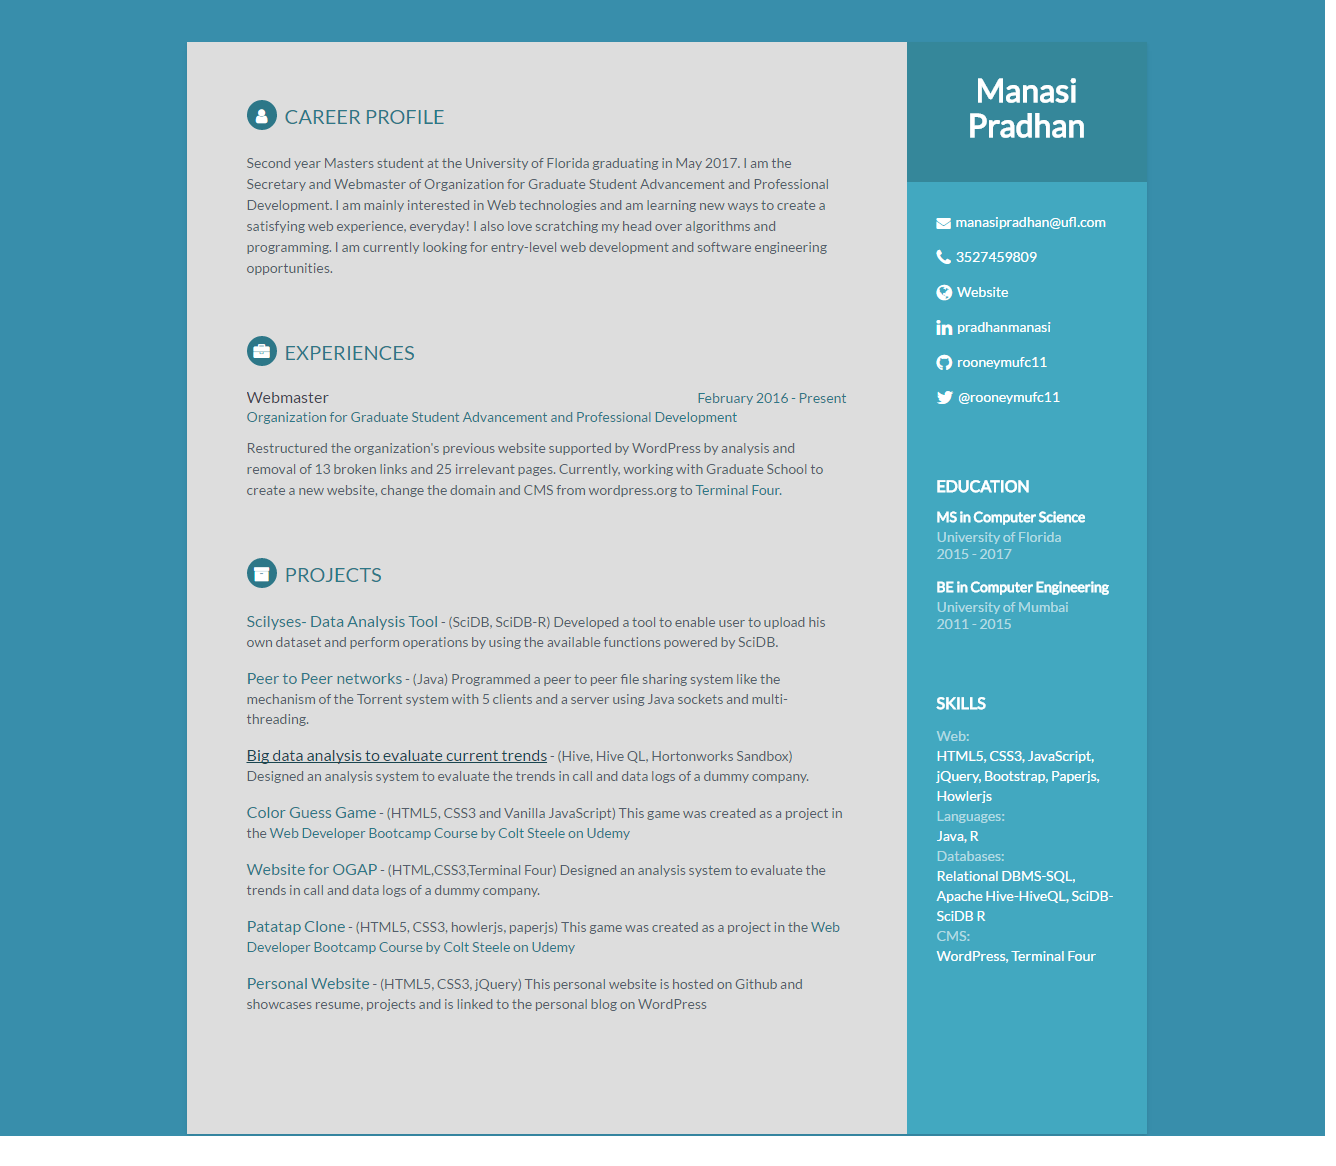 CAREER PROFILE
Second year Masters student at the University of Florida graduating in May 2017. I am the
Secretary and Webmaster of Organization for Graduate Student Advancement and Professional
Development. I am mainly interested in Web technologies and am learning new ways to create a
satisfying web experience, everyday! I also love scratching my head over algorithms and
programming. I am currently looking for entry-level web development and software engineering
opportunities.
EXPERIENCES
Webmaster February 2016 - Present
Organization for Graduate Student Advancement and Professional Development
Restructured the organization's previous website supported by WordPress by analysis and
removal of 13 broken links and 25 irrelevant pages. Currently, working with Graduate School to
create a new website, change the domain and CMS from wordpress.org to Terminal Four.
PROJECTS
Scilyses- Data Analysis Tool - (SciDB, SciDB-R) Developed a tool to enable user to upload his
own dataset and perform operations by using the available functions powered by SciDB.
Peer to Peer networks - (Java) Programmed a peer to peer file sharing system like the
mechanism of the Torrent system with 5 clients and a server using Java sockets and multi-
threading.
Big data analysis to evaluate current trends - (Hive, Hive QL, Hortonworks Sandbox)
Designed an analysis system to evaluate the trends in call and data logs of a dummy company.
Color Guess Game - (HTML5, CSS3 and Vanilla JavaScript) This game was created as a project in
the Web Developer Bootcamp Course by Colt Steele on Udemy
Website for OGAP - (HTML,CSS3,Terminal Four) Designed an analysis system to evaluate the
trends in call and data logs of a dummy company.
Patatap Clone - (HTML5, CSS3, howlerjs, paperjs) This game was created as a project in the Web
Developer Bootcamp Course by Colt Steele on Udemy
Personal Website - (HTML5, CSS3, jQuery) This personal website is hosted on Github and
showcases resume, projects and is linked to the personal blog on WordPress
Manasi
Pradhan
manasipradhan@ufl.com
3527459809
Website
pradhanmanasi
rooneymufc11
@rooneymufc11
EDUCATION
MS in Computer Science
University of Florida
2015 - 2017
BE in Computer Engineering
University of Mumbai
2011 - 2015
SKILLS
Web:
HTML5, CSS3, JavaScript,
jQuery, Bootstrap, Paperjs,
Howlerjs
Languages:
Java, R
Databases:
Relational DBMS-SQL,
Apache Hive-HiveQL, SciDB-
SciDB R
CMS:
WordPress, Terminal Four